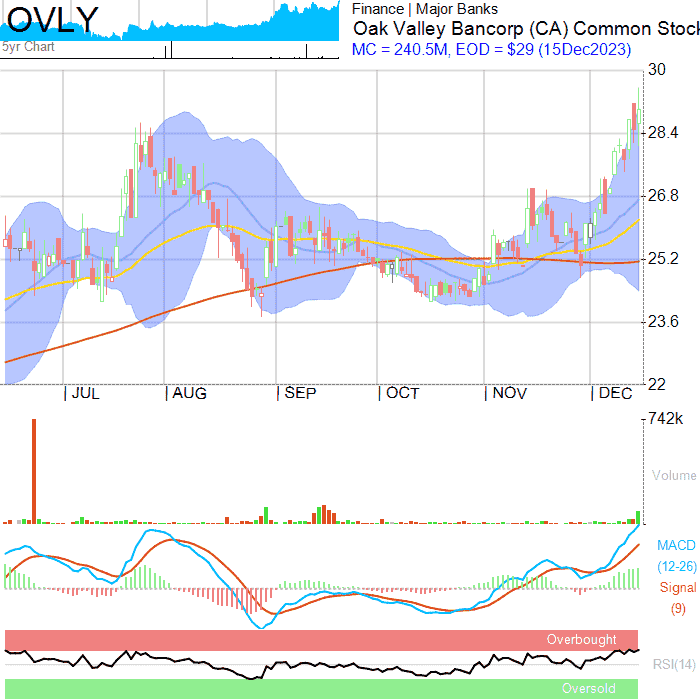 OVLY
5yr Chart
Finance | Major Banks
Oak Valley Bancorp (CA) Common Stock
MC = 240.5M, EOD = $29 (15Dec2023)
30
28.4
26.8
25.2
23.6
22
| JUL
| AUG
| SEP
| OCT
| NOV
| DEC
742k
Volume
MACD
(12-26)
Signal
(9)
Overbought
RSI(14)
Oversold